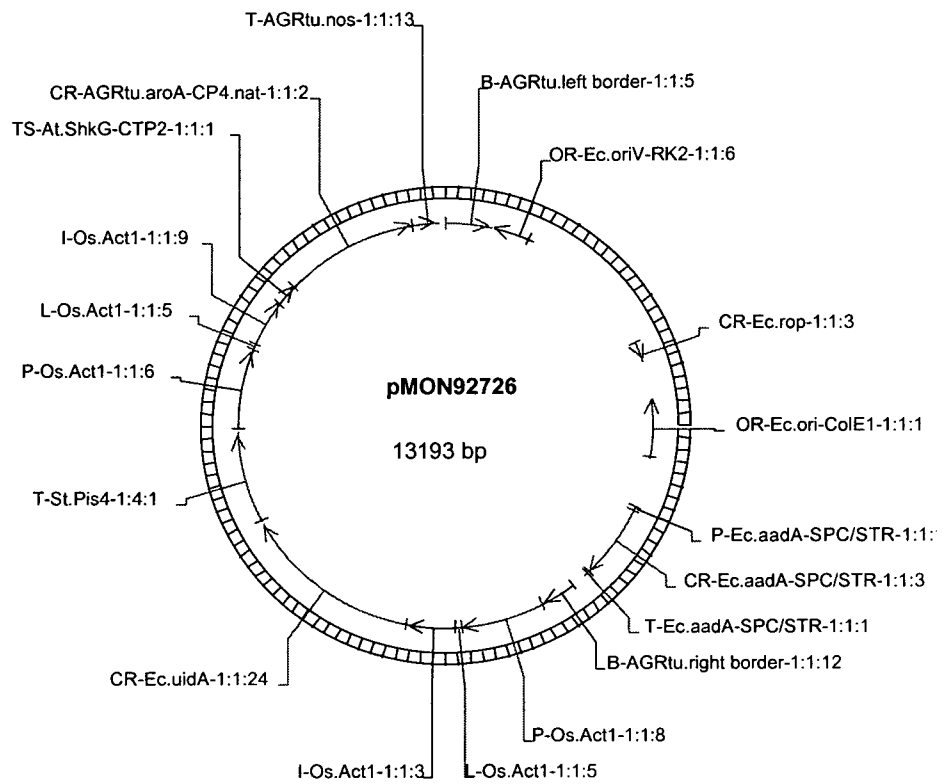 T-AGRtu.nos-1:1:13
B-AGRtu.left border-1:1:5
CR-AGRtu.aroA-CP4.nat-1:1:2
TS-At.ShkG-CTP2-1:1:1
OR-Ec.oriV-RK2-1:1:6
I-Os.Act1-1:1:9
L-Os.Act1-1:1:5
CR-Ec.rop-1:1:3
P-Os.Act1-1:1:6
pMON92726
OR-Ec.ori-ColE1-1:1:1
13193 bp
T-St.Pis4-1:4:1
P-Ec.aadA-SPC/STR-1:1:
CR-Ec.aadA-SPC/STR-1:1:3
T-Ec.aadA-SPC/STR-1:1:1
B-AGRtu.right border-1:1:12
CR-Ec.uidA-1:1:24
P-Os.Act1-1:1:8
I-Os.Act1-1:1:3
L-Os.Act1-1:1:5